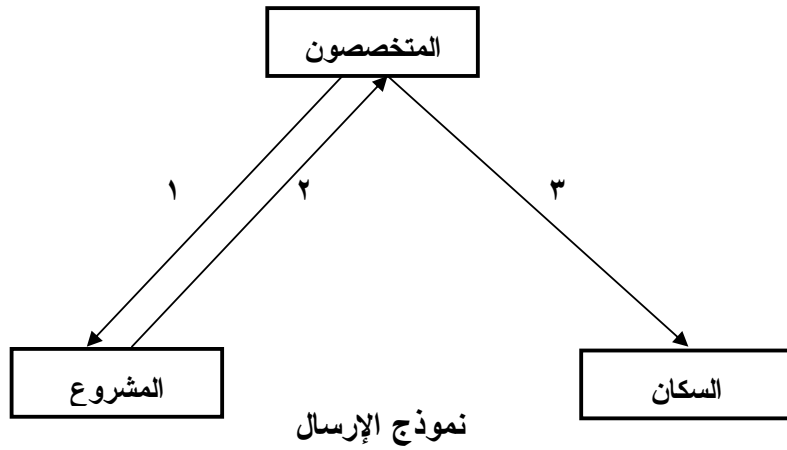 المتخصصون
١
٢
٣
المشروع
السكان
نموذج الإرسال